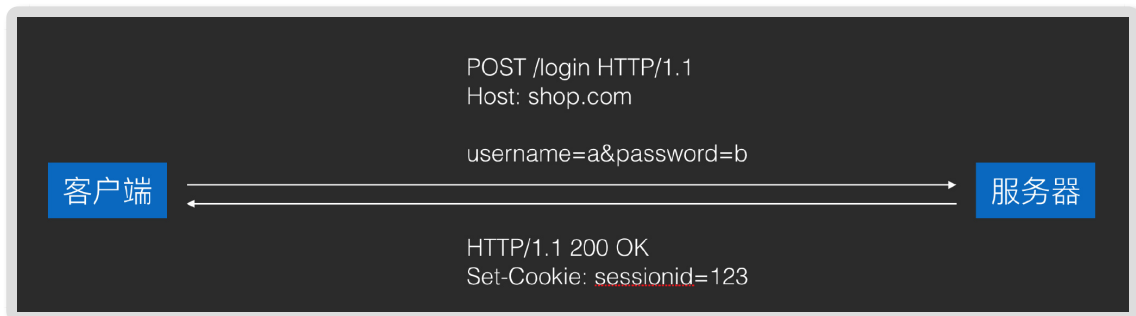 POST /login HTTP/1.1
Host: shop.com
username=a&password=b
客户端
服务器
HTTP/1.1 200 OK
Set-Cookie: sessionid=123